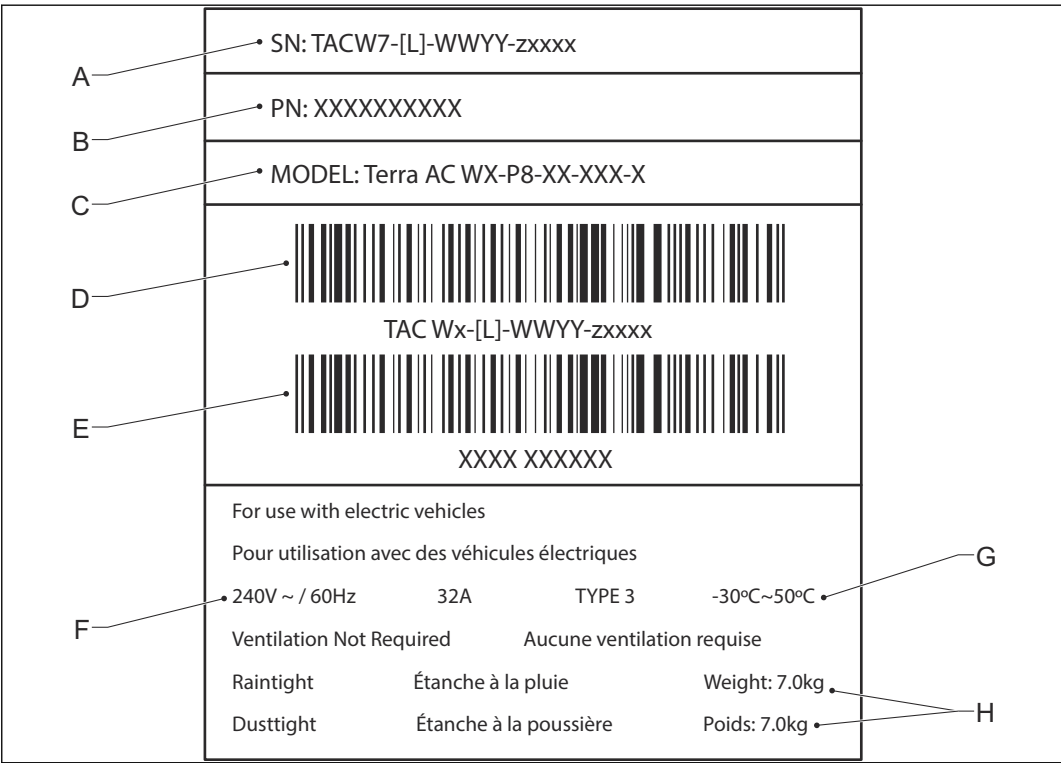 A
SN: TACW7-[L]-WWYY-zxxxx
B
PN: XXXXXXXXXX
C
MODEL: Terra AC WX-P8-XX-XXX-X
D
TAC Wx-[L]-WWYY-zxxxx
E
XXXX XXXXXX
For use with electric vehicles
Pour utilisation avec des véhicules électriques
G
F
240V ~ / 60Hz 32A TYPE 3 -30ºC~50ºC
Ventilation Not Required Aucune ventilation requise
Raintight Étanche à la pluie Weight: 7.0kg
H
Dusttight Étanche à la poussière Poids: 7.0kg